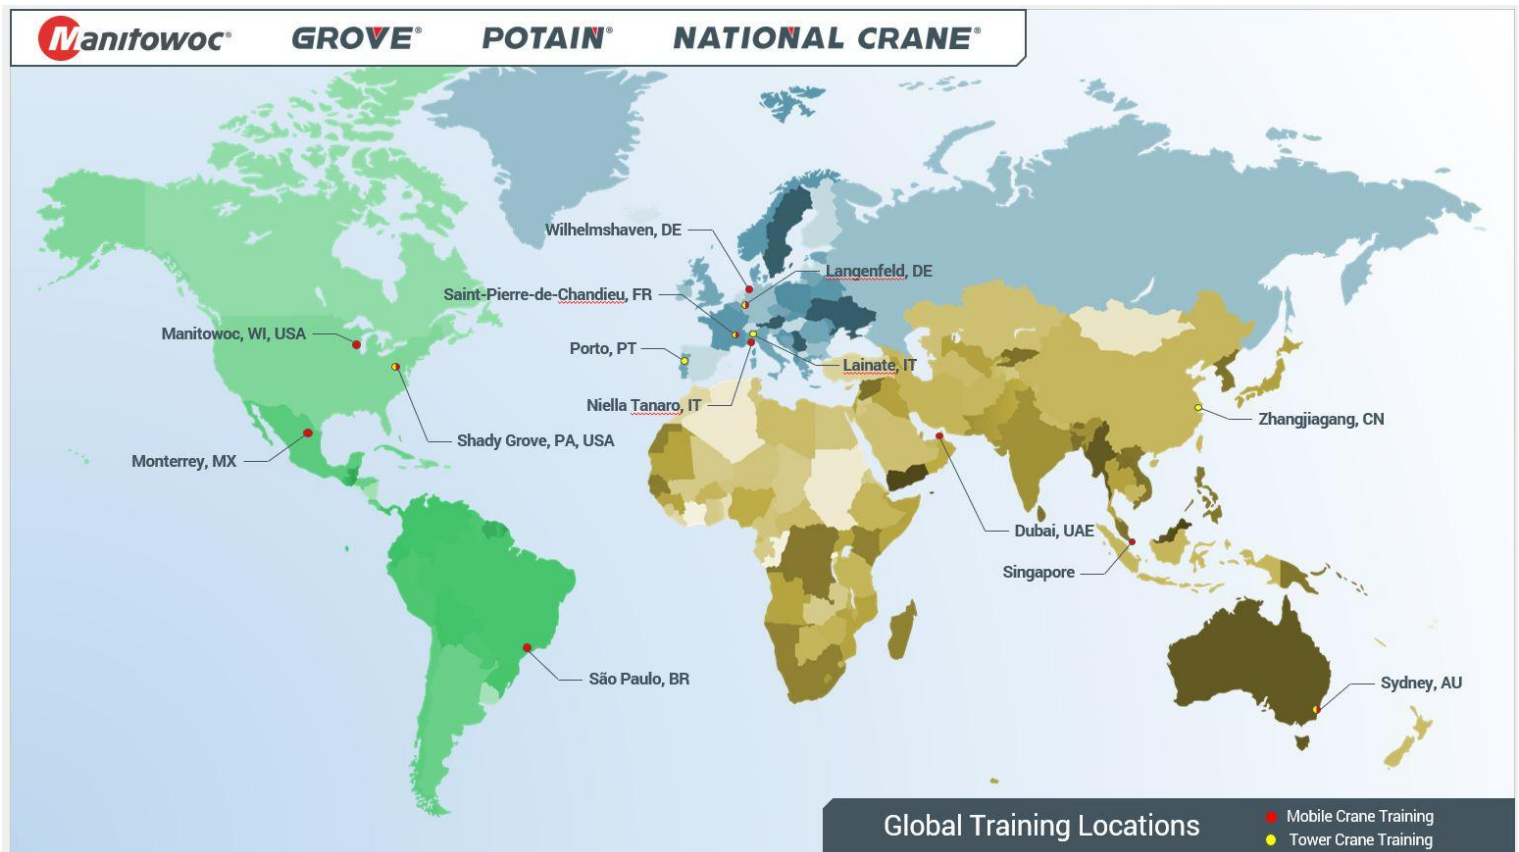 Manitowoc® GROVE® POTAIN® NATIONAL CRANE®
Wilhelmshaven, DE
Langenfeld, DE
Saint-Pierre-de-Chandieu, FR
Manitowoc, WI, USA
Porto, PT
Lainate, IT
Niella Tanaro, IT
Zhangjiagang, CN
Shady Grove, PA, USA
Monterrey, MX
Dubai, UAE
Singapore
São Paulo, BR
Sydney, AU
Global Training Locations
Mobile Crane Training
Tower Crane Training